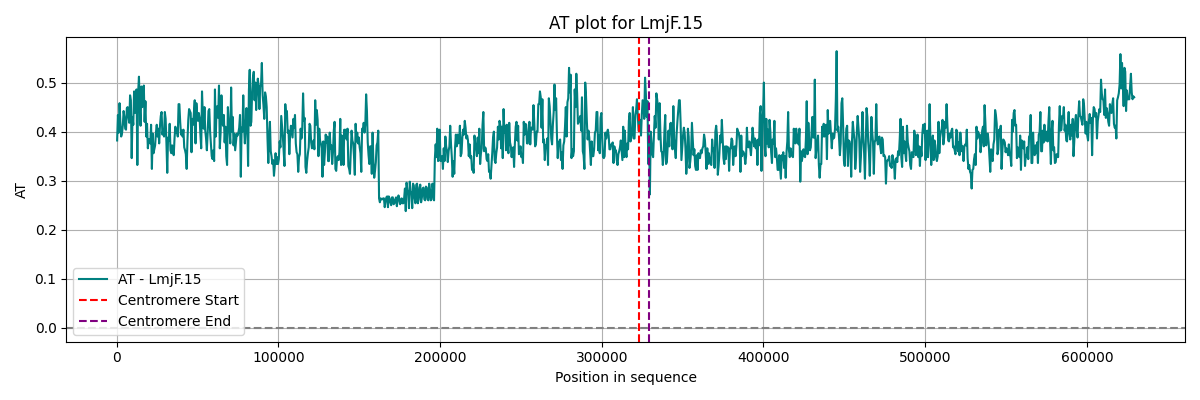 AT plot for LmjF.15
AT
0.5
0.4
0.3
0.2
0.1
0.0
AT - LmjF.15
Centromere Start
Centromere End
0 100000 200000 300000 400000 500000 600000
Position in sequence